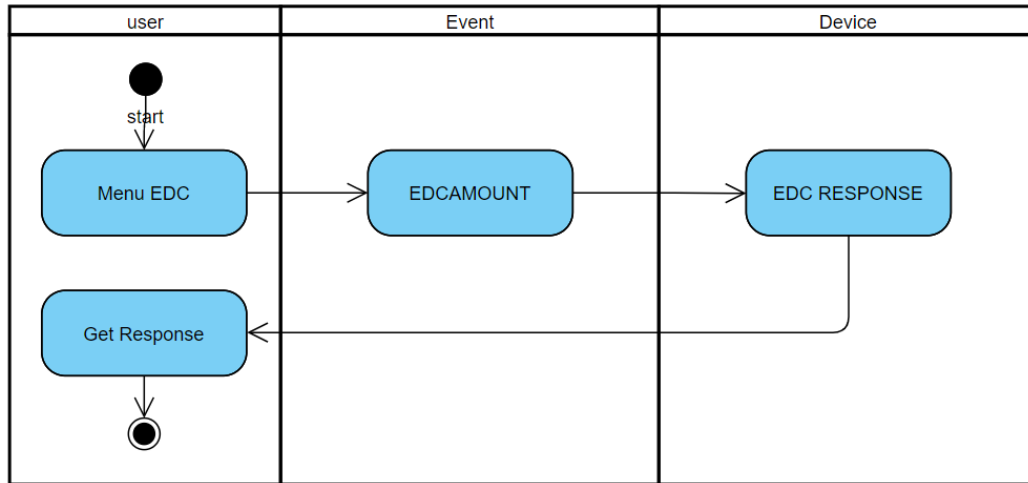 user
Event
Device
start
Menu EDC
EDCAMOUNT
EDC RESPONSE
Get Response